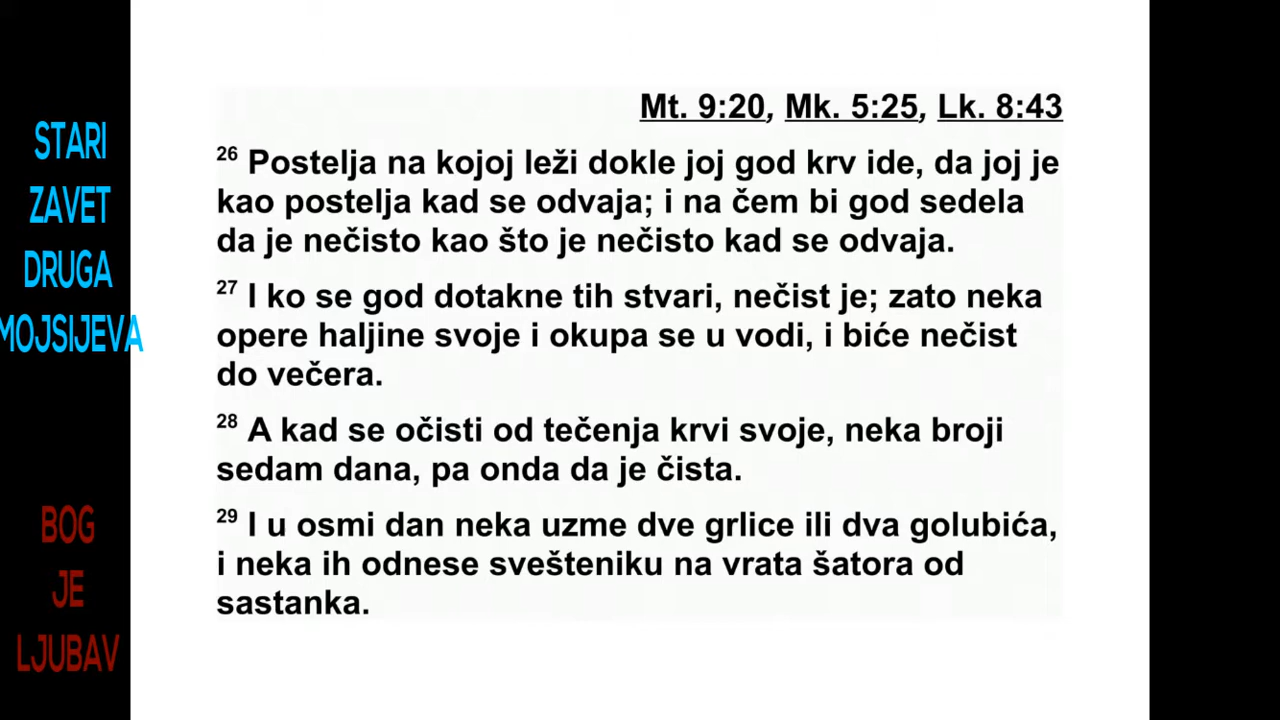 STARI
ZAVET
DRUGA
MOJSIJEVA
BOG
JE
LJUBAV
Mt. 9:20, Mk. 5:25, Lk. 8:43
26 Postelja na kojoj leži dokle joj god krv ide, da joj je
kao postelja kad se odvaja; i na čem bi god sedela
da je nečisto kao što je nečisto kad se odvaja.
27 I ko se god dotakne tih stvari, nečist je; zato neka
opere haljine svoje i okupa se u vodi, i biće nečist
do večera.
28 A kad se očisti od tečenja krvi svoje, neka broji
sedam dana, pa onda da je čista.
29 I u osmi dan neka uzme dve grlice ili dva golubića,
i neka ih odnese svešteniku na vrata šatora od
sastanka.